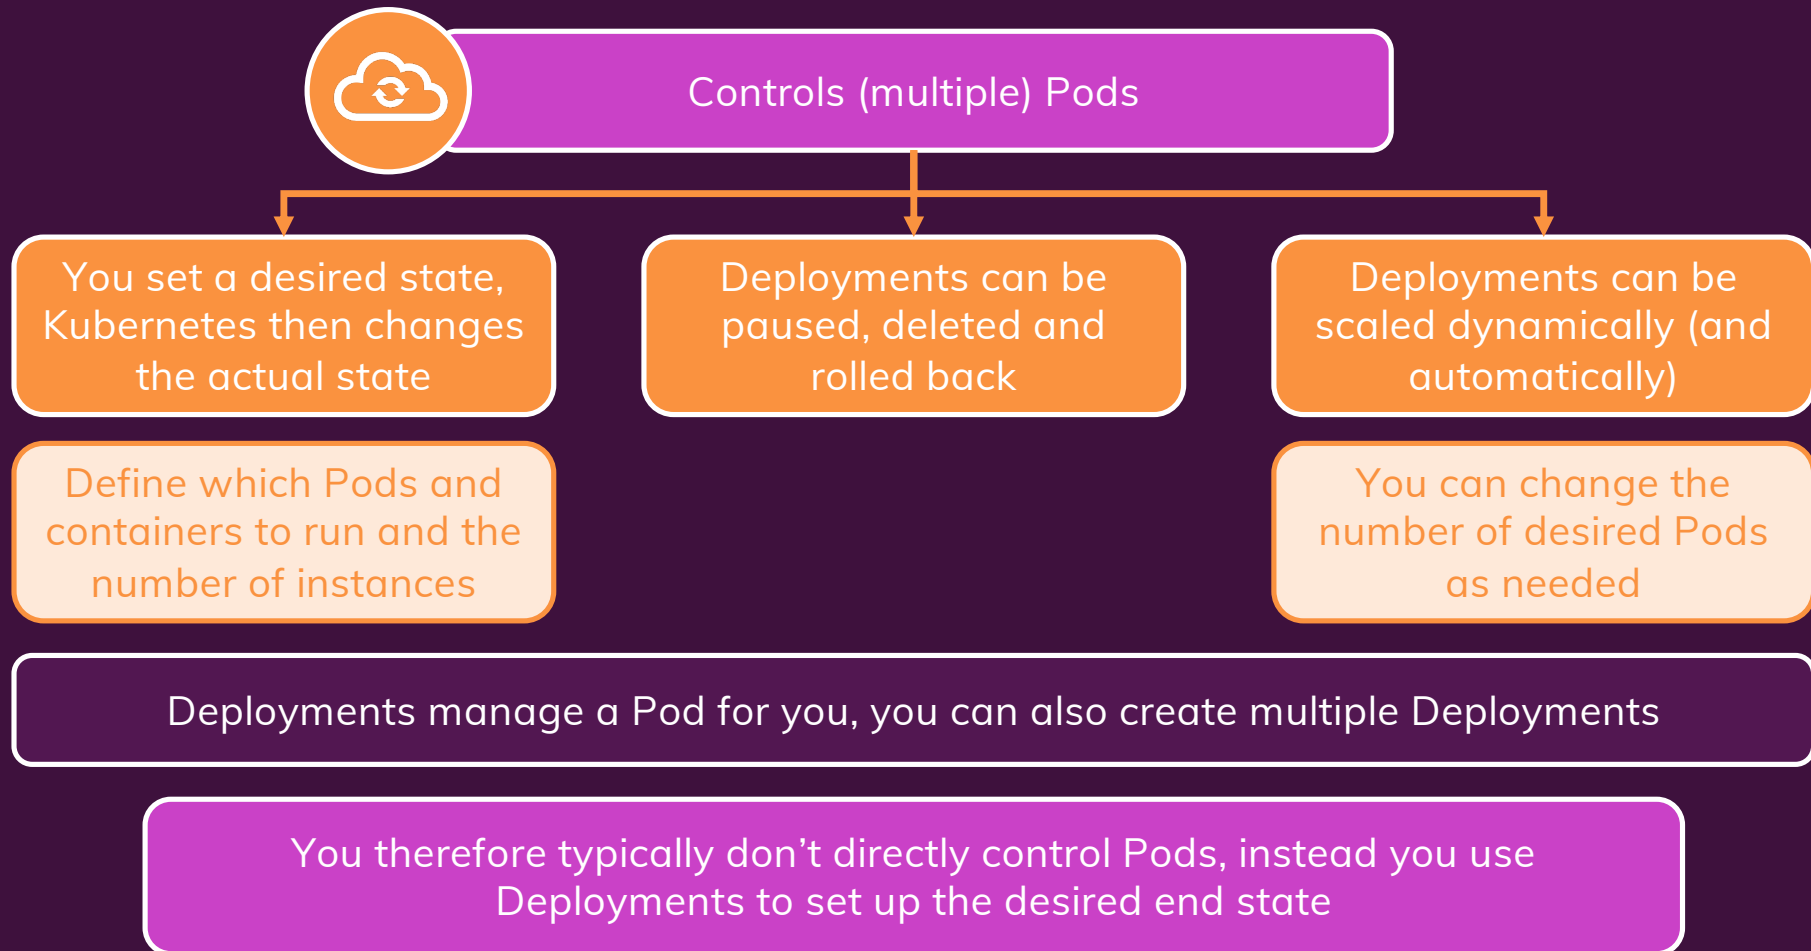 Controls (multiple) Pods
You set a desired state,
Kubernetes then changes
the actual state
Deployments can be
paused, deleted and
rolled back
Deployments can be
scaled dynamically (and
automatically)
Define which Pods and
containers to run and the
number of instances
You can change the
number of desired Pods
as needed
Deployments manage a Pod for you, you can also create multiple Deployments
You therefore typically don’t directly control Pods, instead you use
Deployments to set up the desired end state